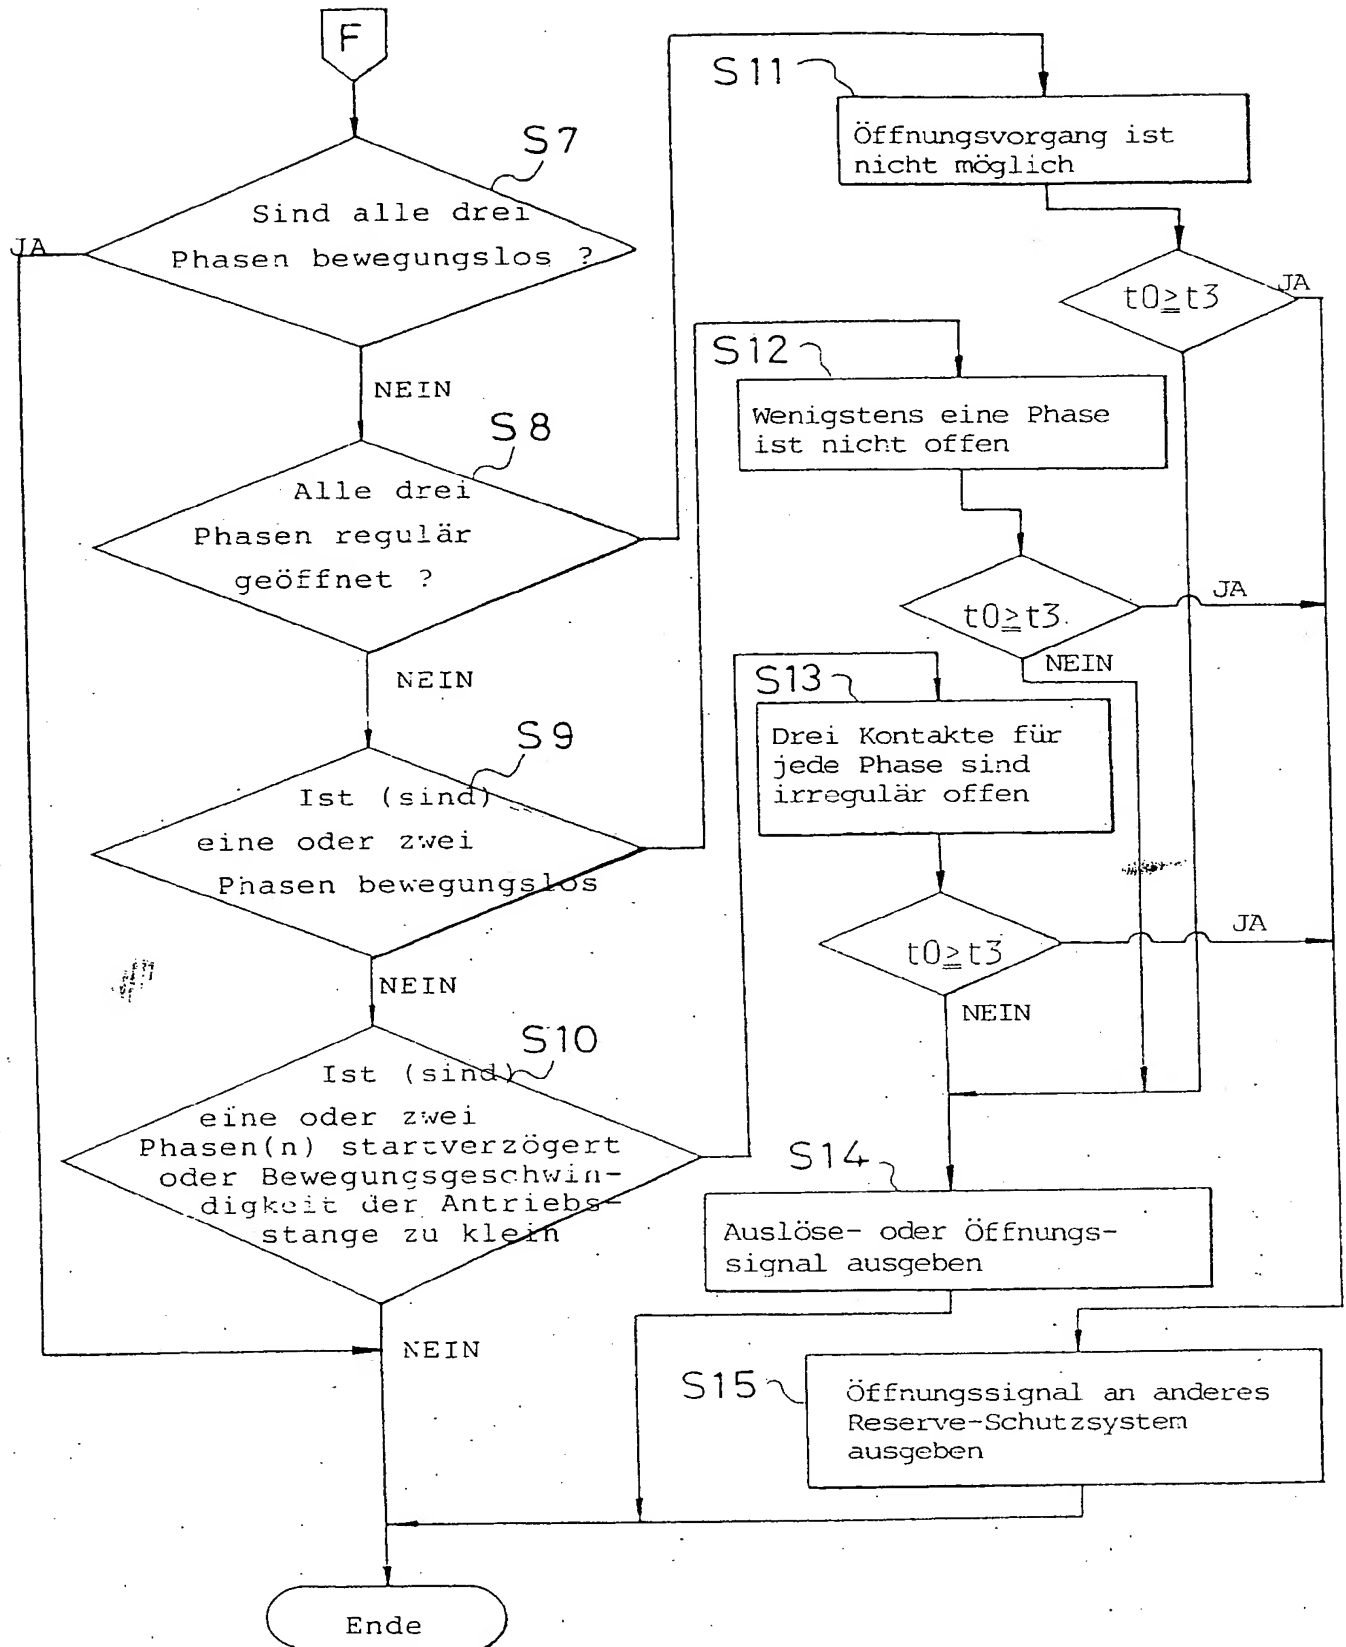 F
S7
Sind alle drei
Phasen bewegungslos ?
JA
NEIN
S8
Alle drei
Phasen regulär
geöffnet ?
NEIN
S9
Ist (sind)
eine oder zwei
Phasen bewegungslos
NEIN
S10
Ist (sind)
eine oder zwei
Phasen(n) startverzögert
oder Bewegungsgeschwin-
digkeit der Antriebs-
stange zu klein
NEIN
Ende
S11
Öffnungsvorgang ist
nicht möglich
t0≧t3
JA
S12
Wenigstens eine Phase
ist nicht offen
t0≧t3
JA
NEIN
S13
Drei Kontakte für
jede Phase sind
irregulär offen
t0≧t3
JA
NEIN
S14
Auslöse- oder Öffnungs-
signal ausgeben
S15
Öffnungssignal an anderes
Reserve-Schutzsystem
ausgeben